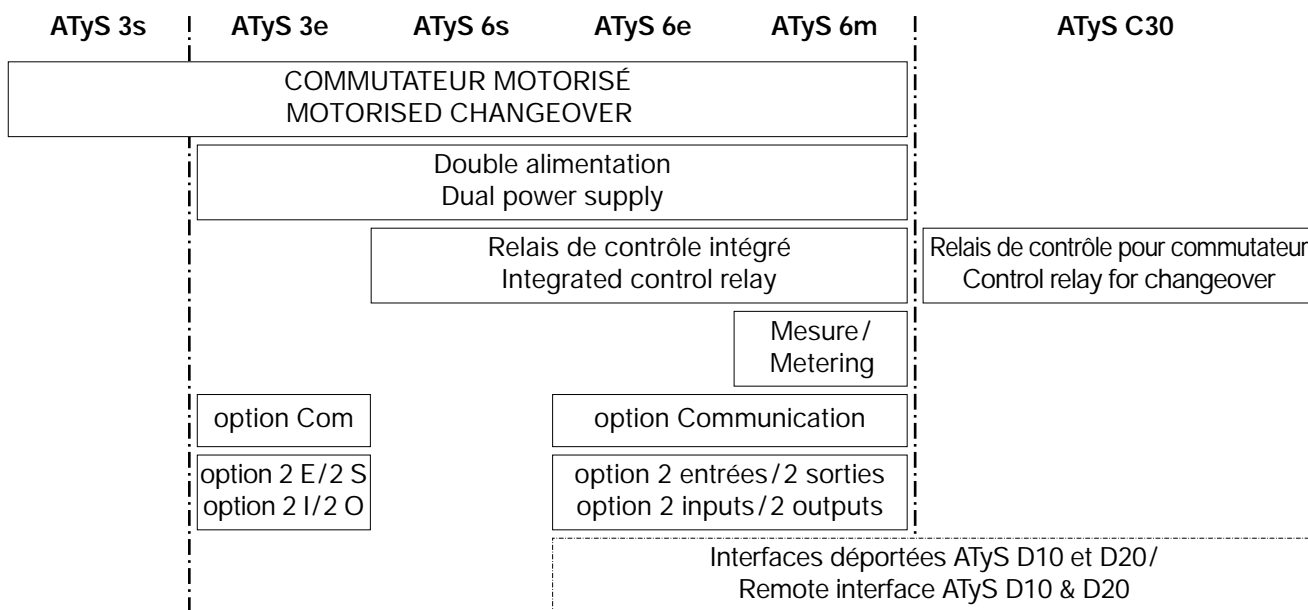 ATyS 3s ATyS 3e ATyS 6s ATyS 6e ATyS 6m ATyS C30
COMMUTATEUR MOTORISÉ
MOTORISED CHANGEOVER
Double alimentation
Dual power supply
Relais de contrôle intégré
Integrated control relay
Relais de contrôle pour commutateur
Control relay for changeover
Mesure/
Metering
option Com
option Communication
option 2 E/2 S
option 2 I/2 O
option 2 entrées/2 sorties
option 2 inputs/2 outputs
Interfaces déportées ATyS D10 et D20/
Remote interface ATyS D10 & D20